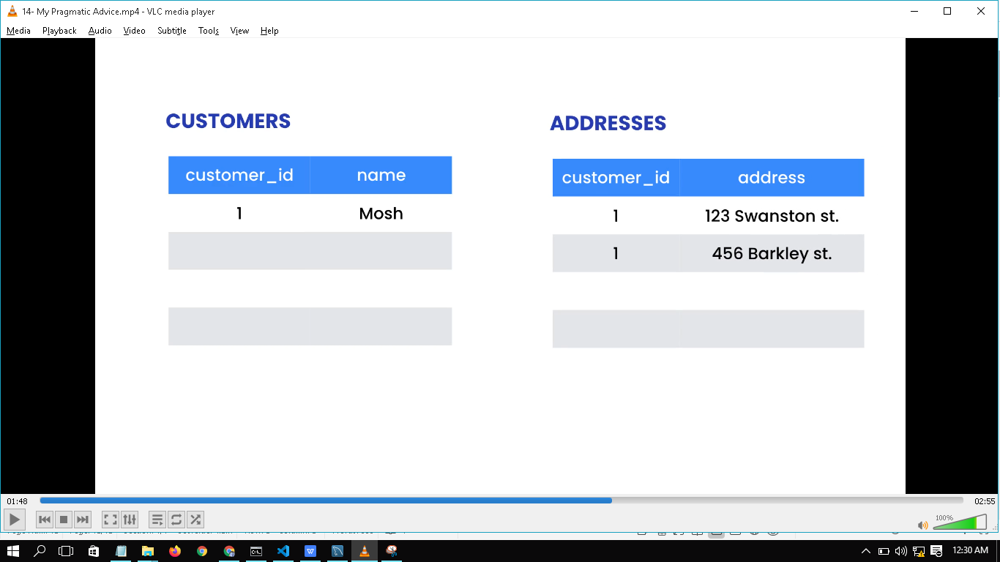 14- My Pragmatic Advice.mp4 - VLC media player
Media Playback Audio Video Subtitle Tools View Help
CUSTOMERS
customer_id name
1 Mosh
ADDRESSES
customer_id address
1 123 Swanston st.
1 456 Barkley st.
01:48
02:55
100%
12:30 AM